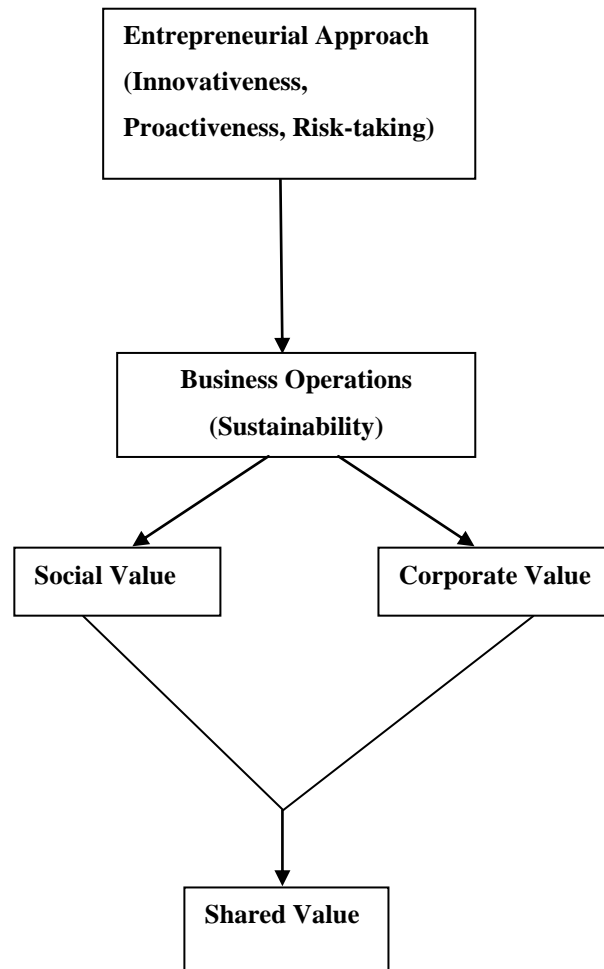 Entrepreneurial Approach
(Innovativeness,
Proactiveness, Risk-taking)
Business Operations
(Sustainability)
Social Value
Corporate Value
Shared Value